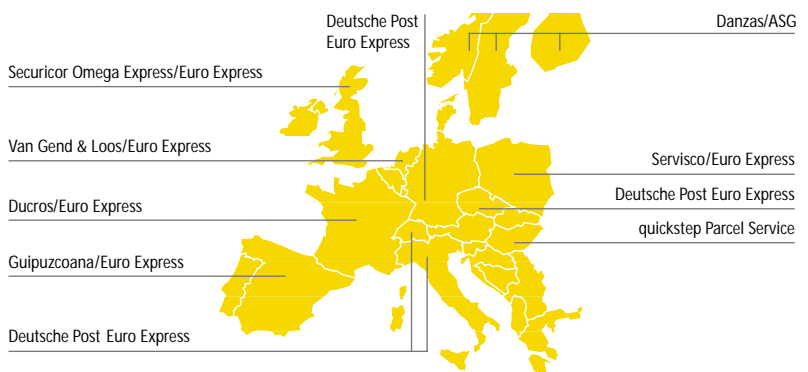 Deutsche Post
Euro Express
Danzas/ASG
Securicor Omega Express/Euro Express
Van Gend & Loos/Euro Express
Servisco/Euro Express
Deutsche Post Euro Express
Ducros/Euro Express
quickstep Parcel Service
Guipuzcoana/Euro Express
Deutsche Post Euro Express